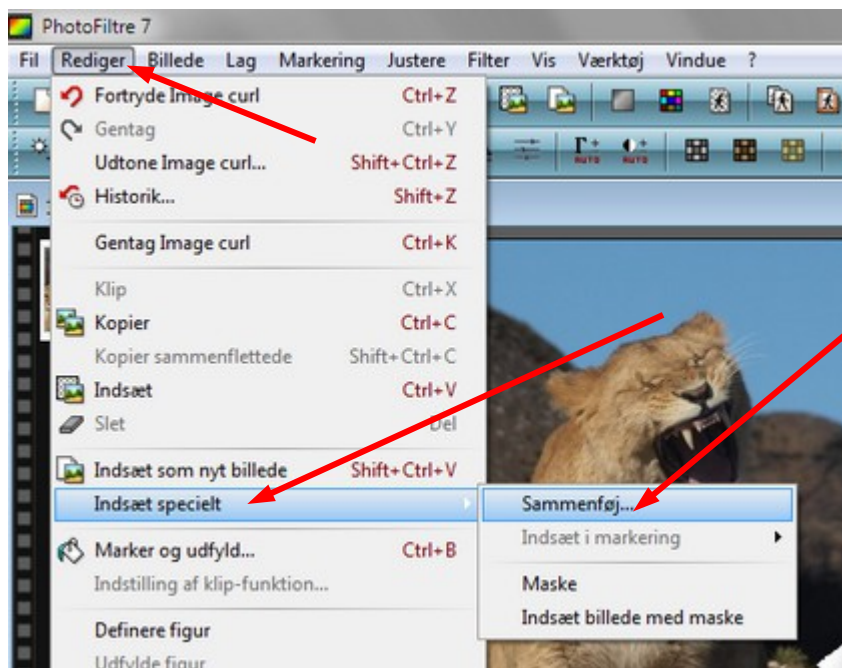 PhotoFiltre 7
Fil Rediger Billede Lag Markering Justere Filter Vis Værktøj Vindue ?
Fortryde Image curl Ctrl+Z
Gentag Ctrl+Y
Udtone Image curl... Shift+Ctrl+Z
Historik... Shift+Z
Gentag Image curl Ctrl+K
Klip Ctrl+X
Kopier Ctrl+C
Kopier sammenflettede Shift+Ctrl+C
Indsæt Ctrl+V
Slet Del
Indsæt som nyt billede Shift+Ctrl+V
Indsæt specielt
Sammenføj...
Indsæt i markering
Maske
Indsæt billede med maske
Marker og udfyld... Ctrl+B
Indstilling af klip-funktion...
Definere figur
Udfylde figur
AUTO AUTO